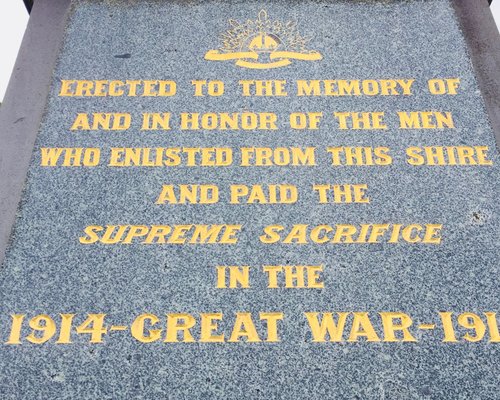 ERECTED TO THE MEMORY OF
AND IN HONOR OF THE MEN
WHO ENLISTED FROM THIS SHIRE
AND PAID THE
SUPREME SACRIFICE
IN THE
1914-GREAT WAR-191